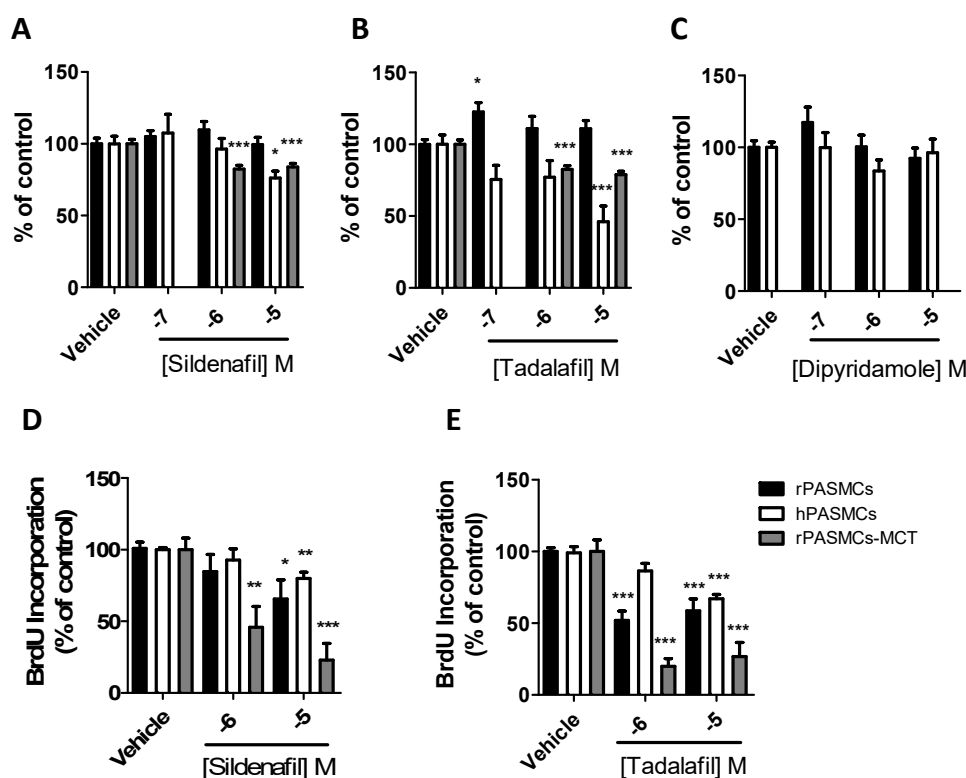 A
% of control
150
100
50
0
*
***
*
***
Vehicle
-7
-6
-5
[Sildenafil] M
B
% of control
150
100
50
0
*
***
***
***
Vehicle
-7
-6
-5
[Tadalafil] M
C
% of control
150
100
50
0
Vehicle
-7
-6
-5
[Dipyridamole] M
D
BrdU Incorporation
(% of control)
150
100
50
0
**
*
**
***
Vehicle
-6
-5
[Sildenafil] M
E
BrdU Incorporation
(% of control)
150
100
50
0
***
***
***
***
***
Vehicle
-6
-5
[Tadalafil] M
rPASMCs
hPASMCs
rPASMCs-MCT